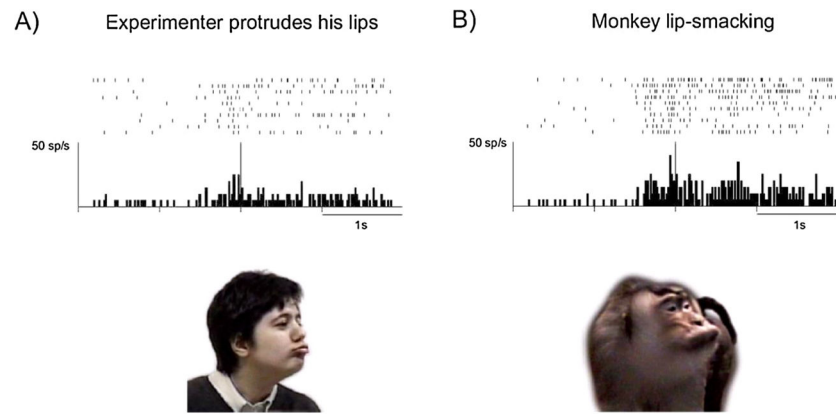 A) Experimenter protrudes his lips
B) Monkey lip-smacking
50 sp/s
50 sp/s
1s
1s